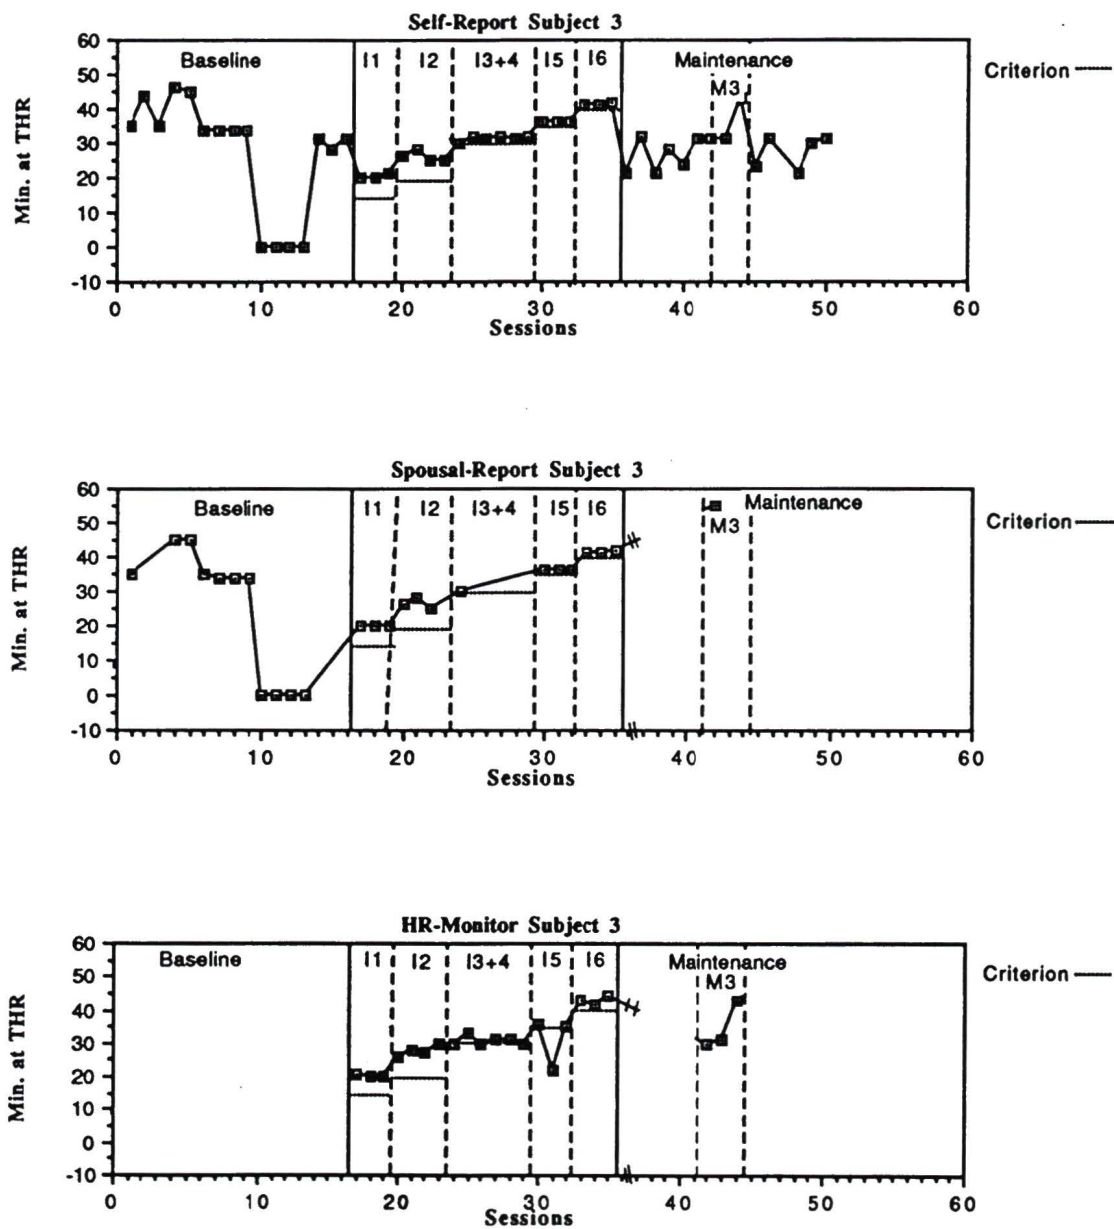 Self-Report Subject 3
60
50
40
30
20
10
0
-10
Min. at THR
Baseline
I1
I2
I3+4
I5
I6
Maintenance
M3
Criterion
0 10 20 30 40 50 60
Sessions
Spousal-Report Subject 3
60
50
40
30
20
10
0
-10
Min. at THR
Baseline
I1
I2
I3+4
I5
I6
Maintenance
M3
Criterion
0 10 20 30 40 50 60
Sessions
HR-Monitor Subject 3
60
50
40
30
20
10
0
-10
Min. at THR
Baseline
I1
I2
I3+4
I5
I6
Maintenance
M3
Criterion
0 10 20 30 40 50 60
Sessions